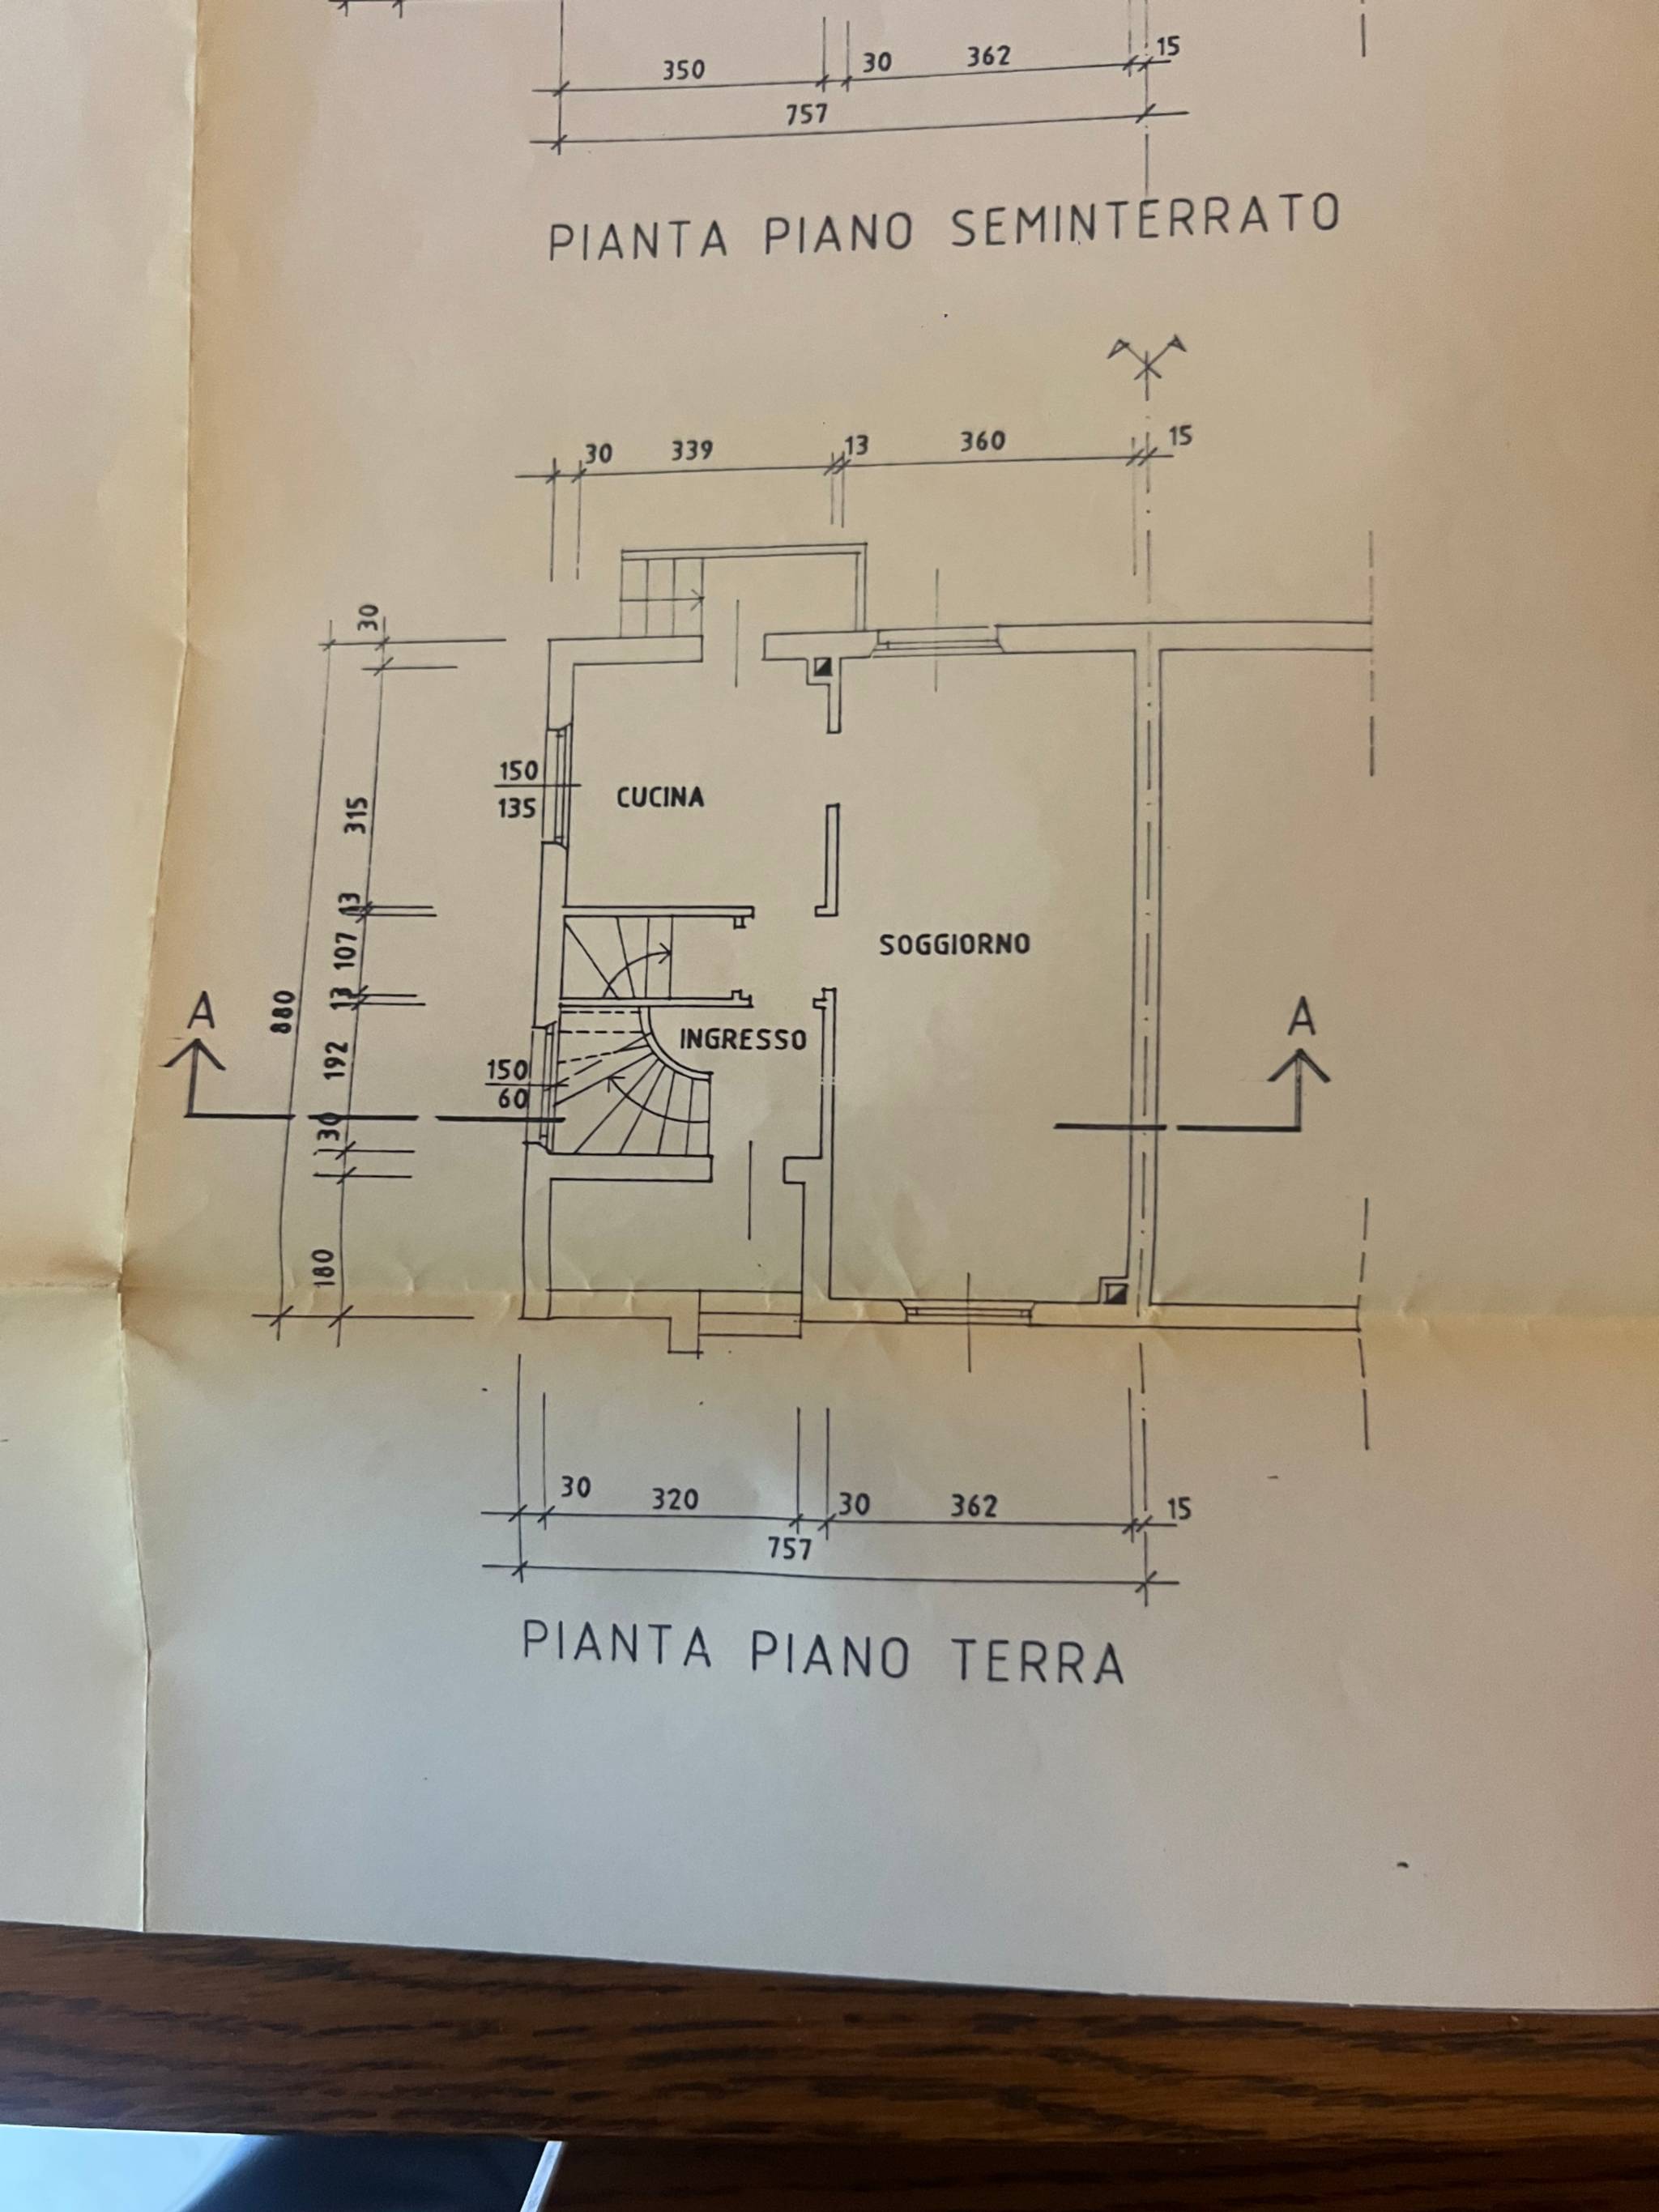 350 30 362 15
757
PIANTA PIANO SEMINTERRATO
30 339 13 360 15
30
315
13
107
13
192
30
180
880
150
135
CUCINA
SOGGIORNO
INGRESSO
150
60
A
A
30 320 30 362 15
757
PIANTA PIANO TERRA